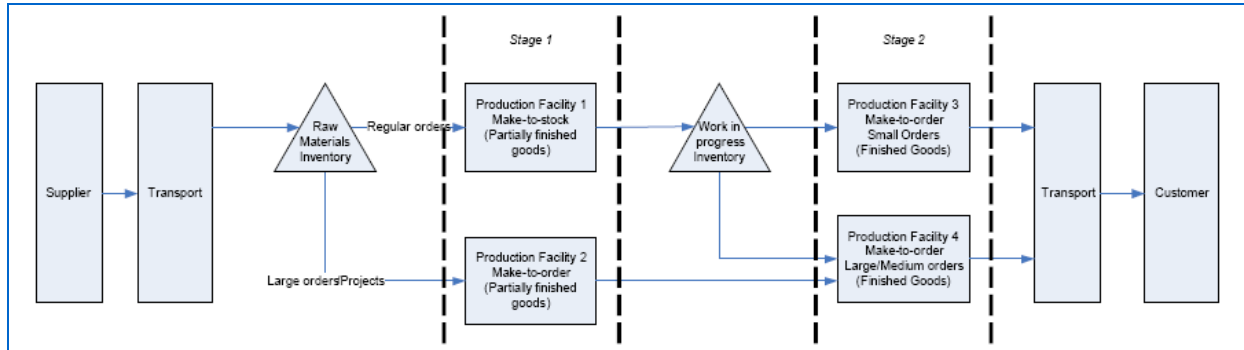 Stage 1
Stage 2
Supplier
Transport
Raw
Materials
Inventory
Regular orders
Large orders/Projects
Production Facility 1
Make-to-stock
(Partially finished
goods)
Production Facility 2
Make-to-order
(Partially finished
goods)
Work in
progress
Inventory
Production Facility 3
Make-to-order
Small Orders
(Finished Goods)
Production Facility 4
Make-to-order
Large/Medium orders
(Finished Goods)
Transport
Customer